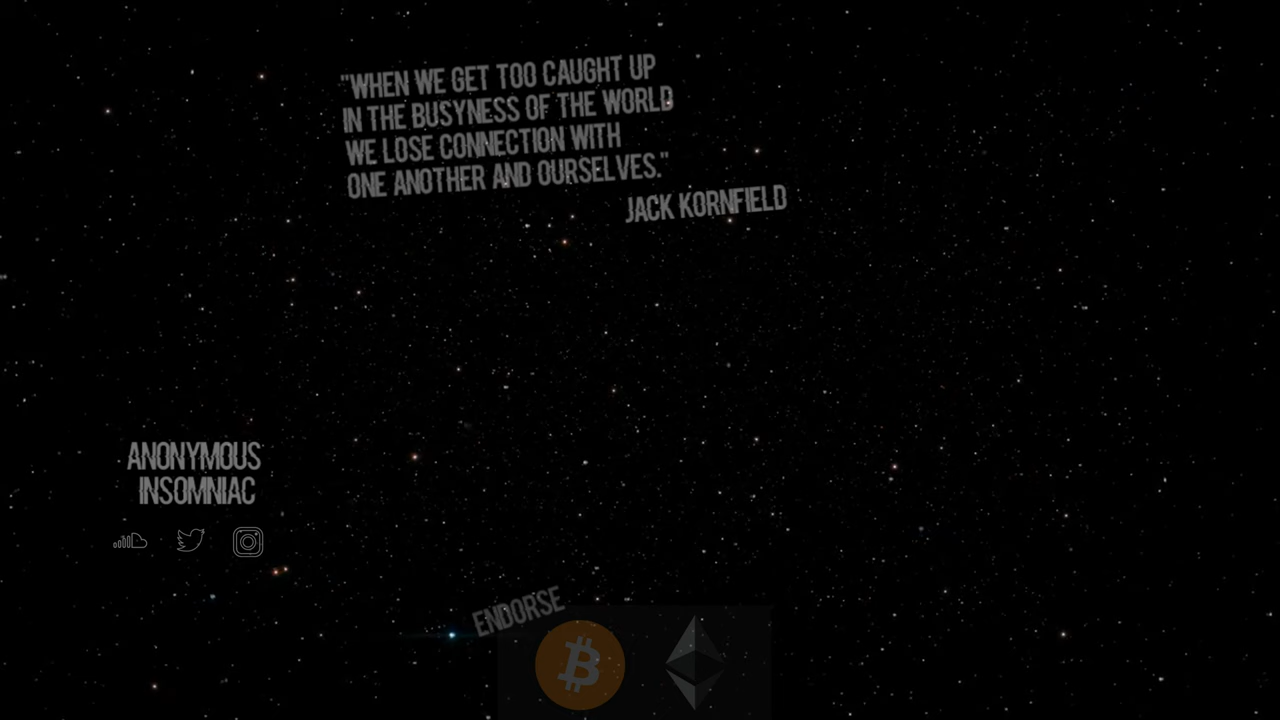 "WHEN WE GET TOO CAUGHT UP
IN THE BUSYNESS OF THE WORLD
WE LOSE CONNECTION WITH
ONE ANOTHER AND OURSELVES."
JACK KORNFIELD
ANONYMOUS
INSOMNIAC
ENDORSE